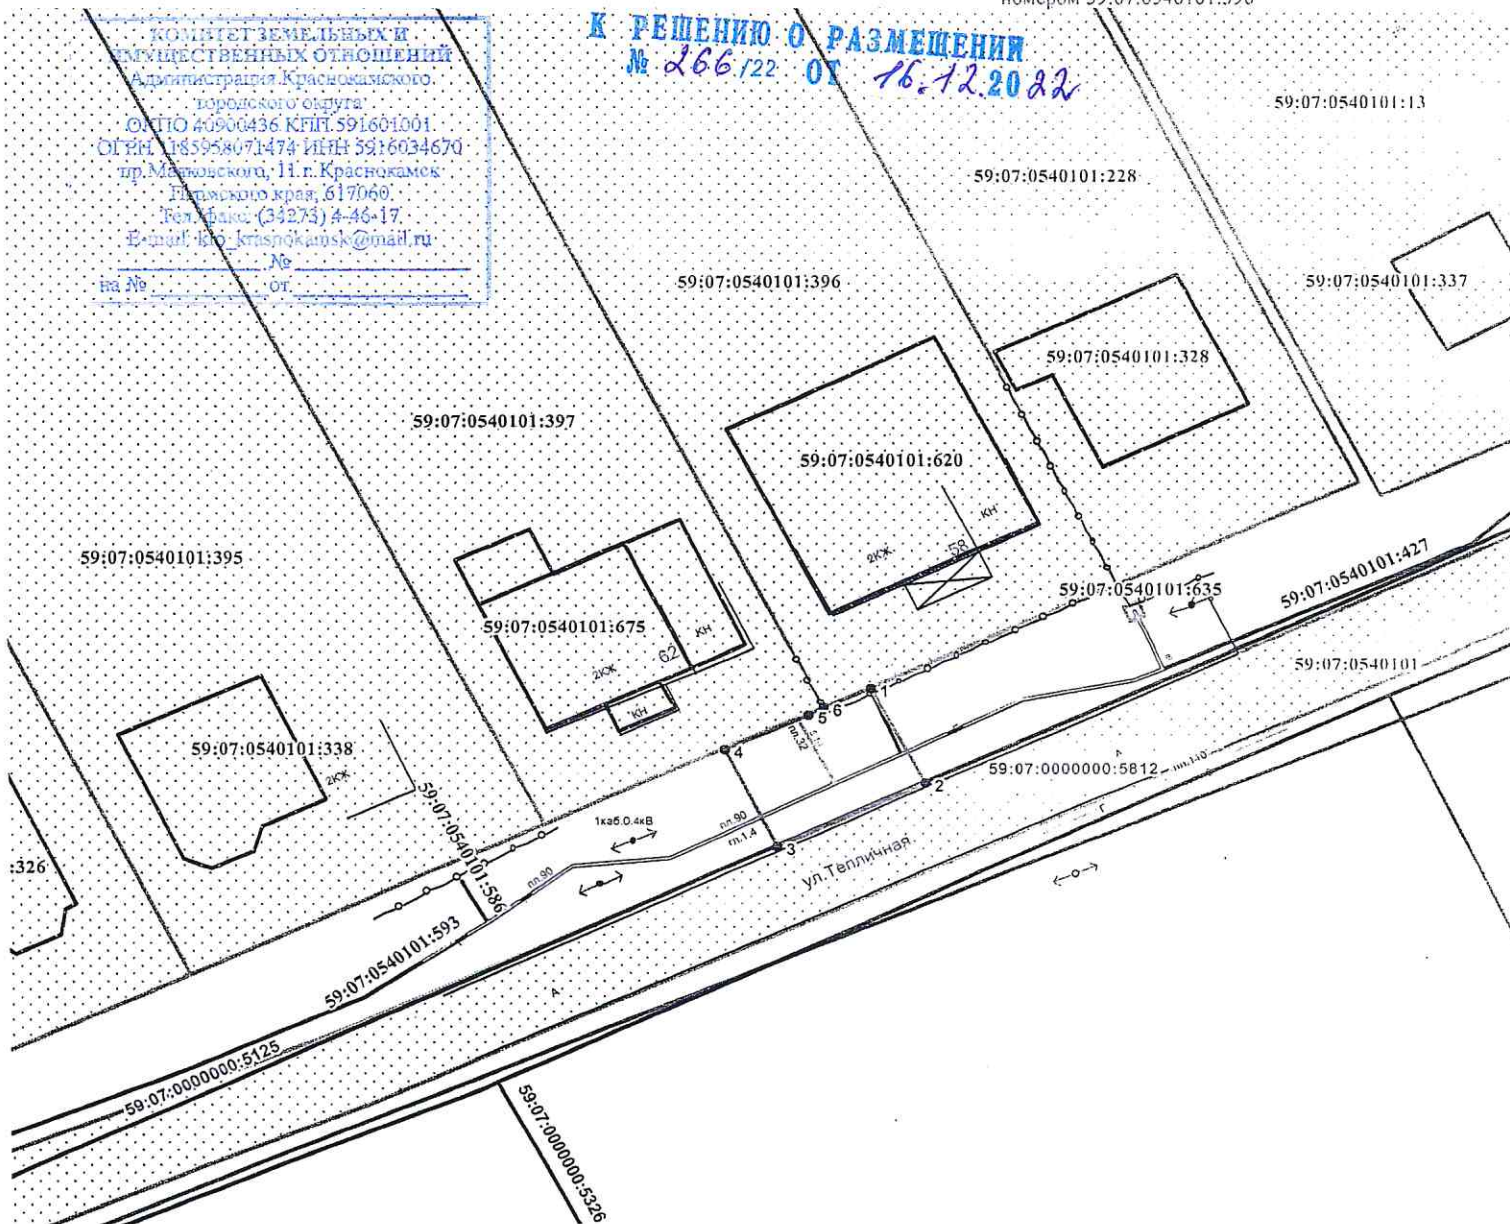 номером 59:07:0540101:396
КОМИТЕТ ЗЕМЕЛЬНЫХ И
ИМУЩЕСТВЕННЫХ ОТНОШЕНИЙ
Администрация Краснокамского
городского округа
ОКПО 40900436 КПП 591601001
ОГРН 1185958071474 ИНН 5916034670
пр.Маяковского, 11 г. Краснокамск
Пермского края, 617060
Тел./факс: (34273) 4-46-17
E-mail: kio_krasnokamsk@mail.ru
№
на № от
К РЕШЕНИЮ О РАЗМЕЩЕНИИ
№ 266/22 ОТ 16.12.2022
59:07:0540101:13
59:07:0540101:228
59:07:0540101:396
59:07:0540101:337
59:07:0540101:328
59:07:0540101:397
59:07:0540101:620
КН
2КЖ
58
59:07:0540101:395
59:07:0540101:635
59:07:0540101:427
59:07:0540101:675
КН
2КЖ
62
КН
59:07:0540101
1
5 6
4
пл.32
59:07:0540101:338
2КЖ
59:07:0000000:5812
2
59:07:0540101:586
1каб.0.4кВ
пл.90
гл.1.4
3
ул.Тепличная
А
Г
:326
пл.90
59:07:0540101:593
А
59:07:0000000:5125
59:07:0000000:5326